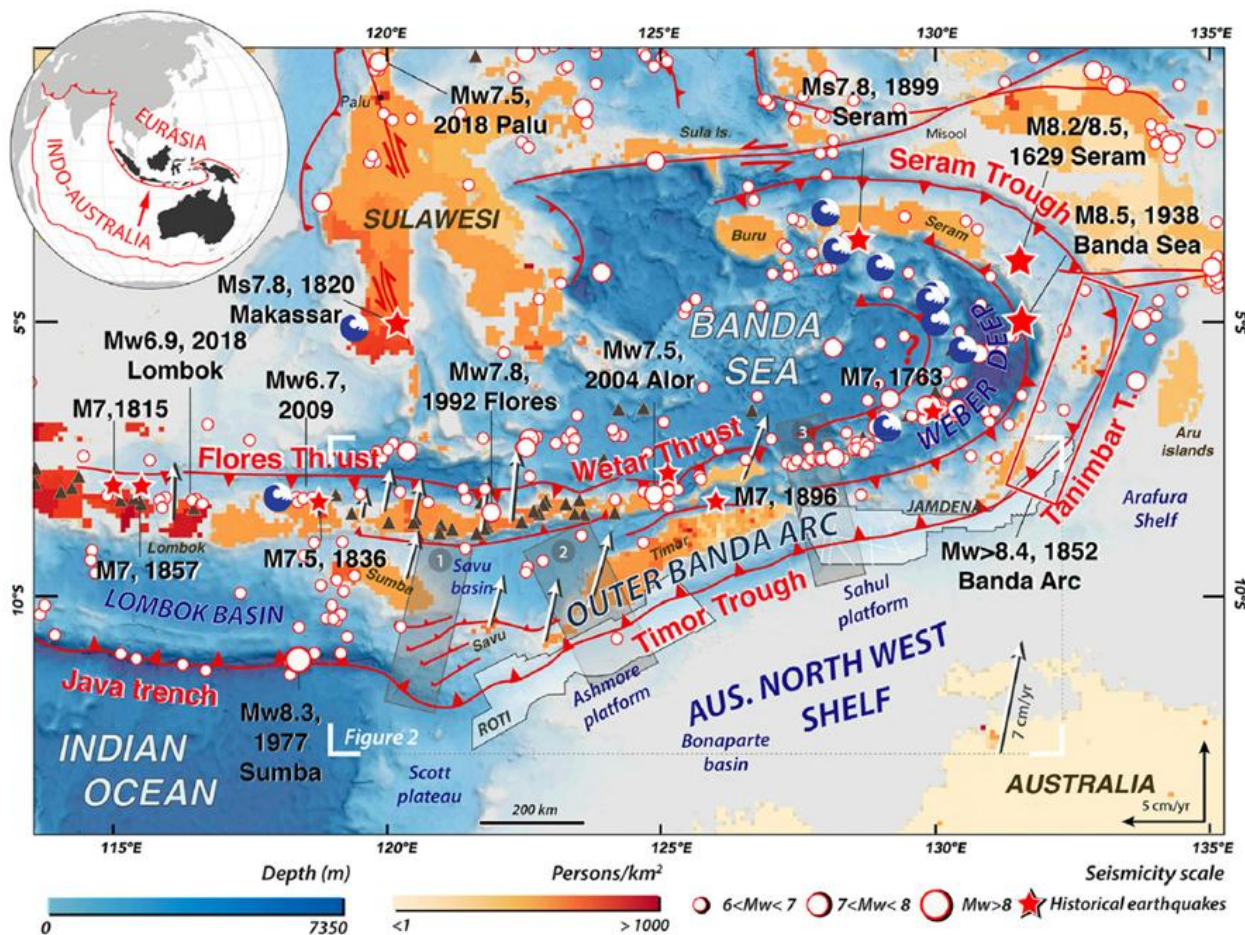 120°E
125°E
130°E
135°E
EURASIA
INDO-AUSTRALIA
Palu
Mw7.5,
2018 Palu
Ms7.8, 1899
Seram
Sula Is.
Misool
M8.2/8.5,
1629 Seram
Seram Trough
SULAWESI
Buru
Seram
M8.5, 1938
Banda Sea
Ms7.8, 1820
Makassar
5°S
5°S
BANDA
SEA
?
WEBER DEEP
Mw6.9, 2018
Lombok
Mw6.7,
2009
Mw7.8,
1992 Flores
Mw7.5,
2004 Alor
M7, 1763
M7,1815
Flores Thrust
Wetar Thrust
3
Tanimbar T.
Aru
islands
M7, 1896
JAMDENA
Arafura
Shelf
Lombok
M7, 1857
M7.5, 1836
Sumba
1
Savu
basin
2
Timor
OUTER BANDA ARC
Mw>8.4, 1852
Banda Arc
10°S
10°S
LOMBOK BASIN
Savu
Timor Trough
Sahul
platform
Java trench
ROTI
Ashmore
platform
AUS. NORTH WEST
SHELF
Mw8.3,
1977
Sumba
Figure 2
Bonaparte
basin
7 cm/yr
INDIAN
OCEAN
Scott
plateau
200 km
AUSTRALIA
5 cm/yr
115°E
120°E
125°E
130°E
135°E
Depth (m)
0
7350
Persons/km²
<1
> 1000
Seismicity scale
6<Mw< 7
7<Mw< 8
Mw>8
Historical earthquakes